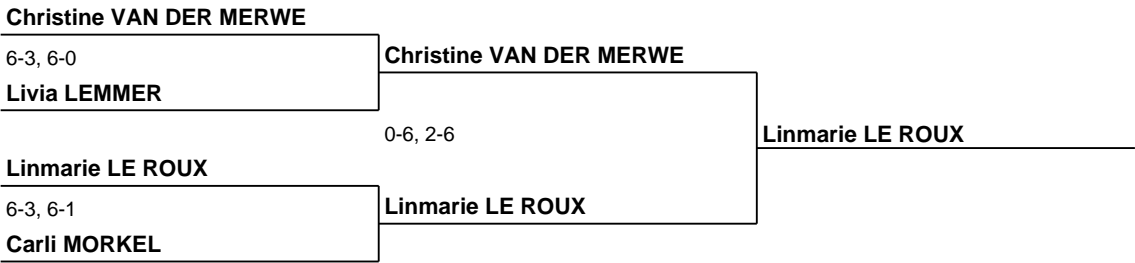 Christine VAN DER MERWE
6-3, 6-0
Christine VAN DER MERWE
Livia LEMMER
0-6, 2-6
Linmarie LE ROUX
Linmarie LE ROUX
6-3, 6-1
Linmarie LE ROUX
Carli MORKEL